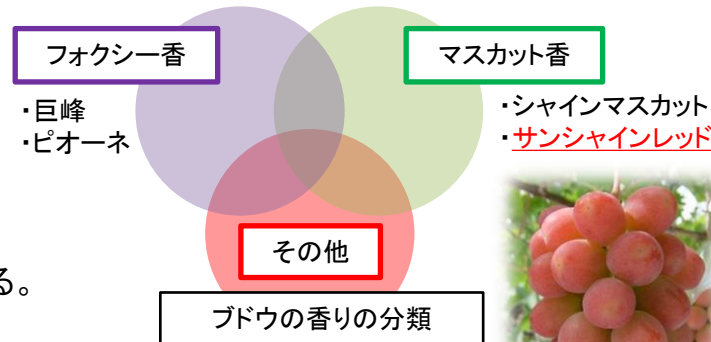 フォクシー香
マスカット香
・巨峰
・ピオーネ
・シャインマスカット
・サンシャインレッド
その他
る。
ブドウの香りの分類